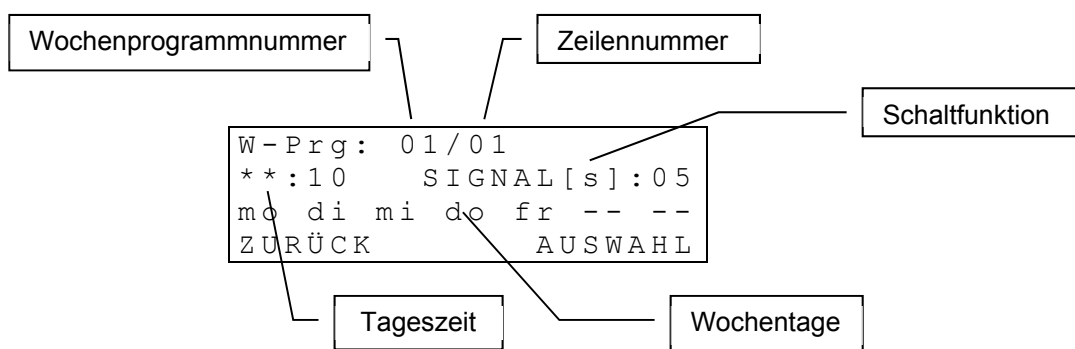 Wochenprogrammnummer
Zeilennummer
Schaltfunktion
W-Prg: 01/01
**:10 SIGNAL[s]:05
mo di mi do fr -- --
ZURÜCK AUSWAHL
Tageszeit
Wochentage